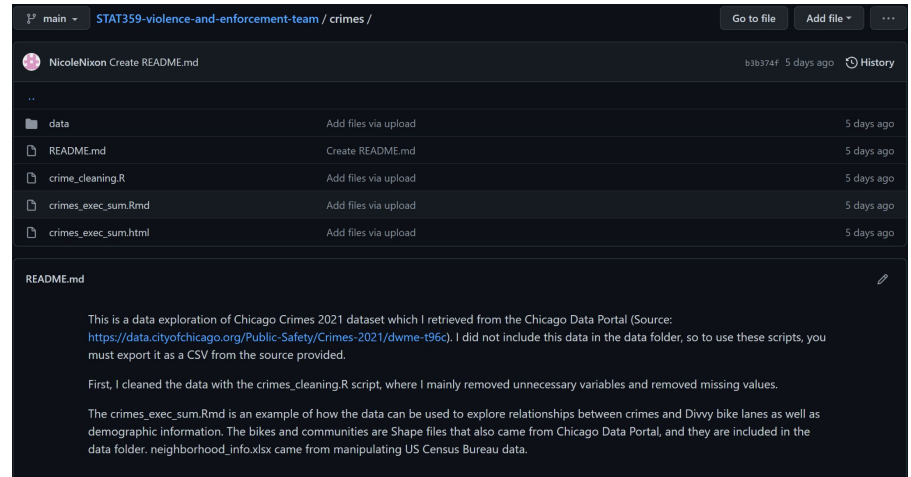 main
STAT359-violence-and-enforcement-team / crimes /
Go to file
Add file
...
NicoleNixon Create README.md
b3b374f 5 days ago
History
..
data Add files via upload 5 days ago
README.md Create README.md 5 days ago
crime_cleaning.R Add files via upload 5 days ago
crimes_exec_sum.Rmd Add files via upload 5 days ago
crimes_exec_sum.html Add files via upload 5 days ago
README.md
This is a data exploration of Chicago Crimes 2021 dataset which I retrieved from the Chicago Data Portal (Source:
https://data.cityofchicago.org/Public-Safety/Crimes-2021/dwme-t96c). I did not include this data in the data folder, so to use these scripts, you
must export it as a CSV from the source provided.
First, I cleaned the data with the crimes_cleaning.R script, where I mainly removed unnecessary variables and removed missing values.
The crimes_exec_sum.Rmd is an example of how the data can be used to explore relationships between crimes and Divvy bike lanes as well as
demographic information. The bikes and communities are Shape files that also came from Chicago Data Portal, and they are included in the
data folder. neighborhood_info.xlsx came from manipulating US Census Bureau data.